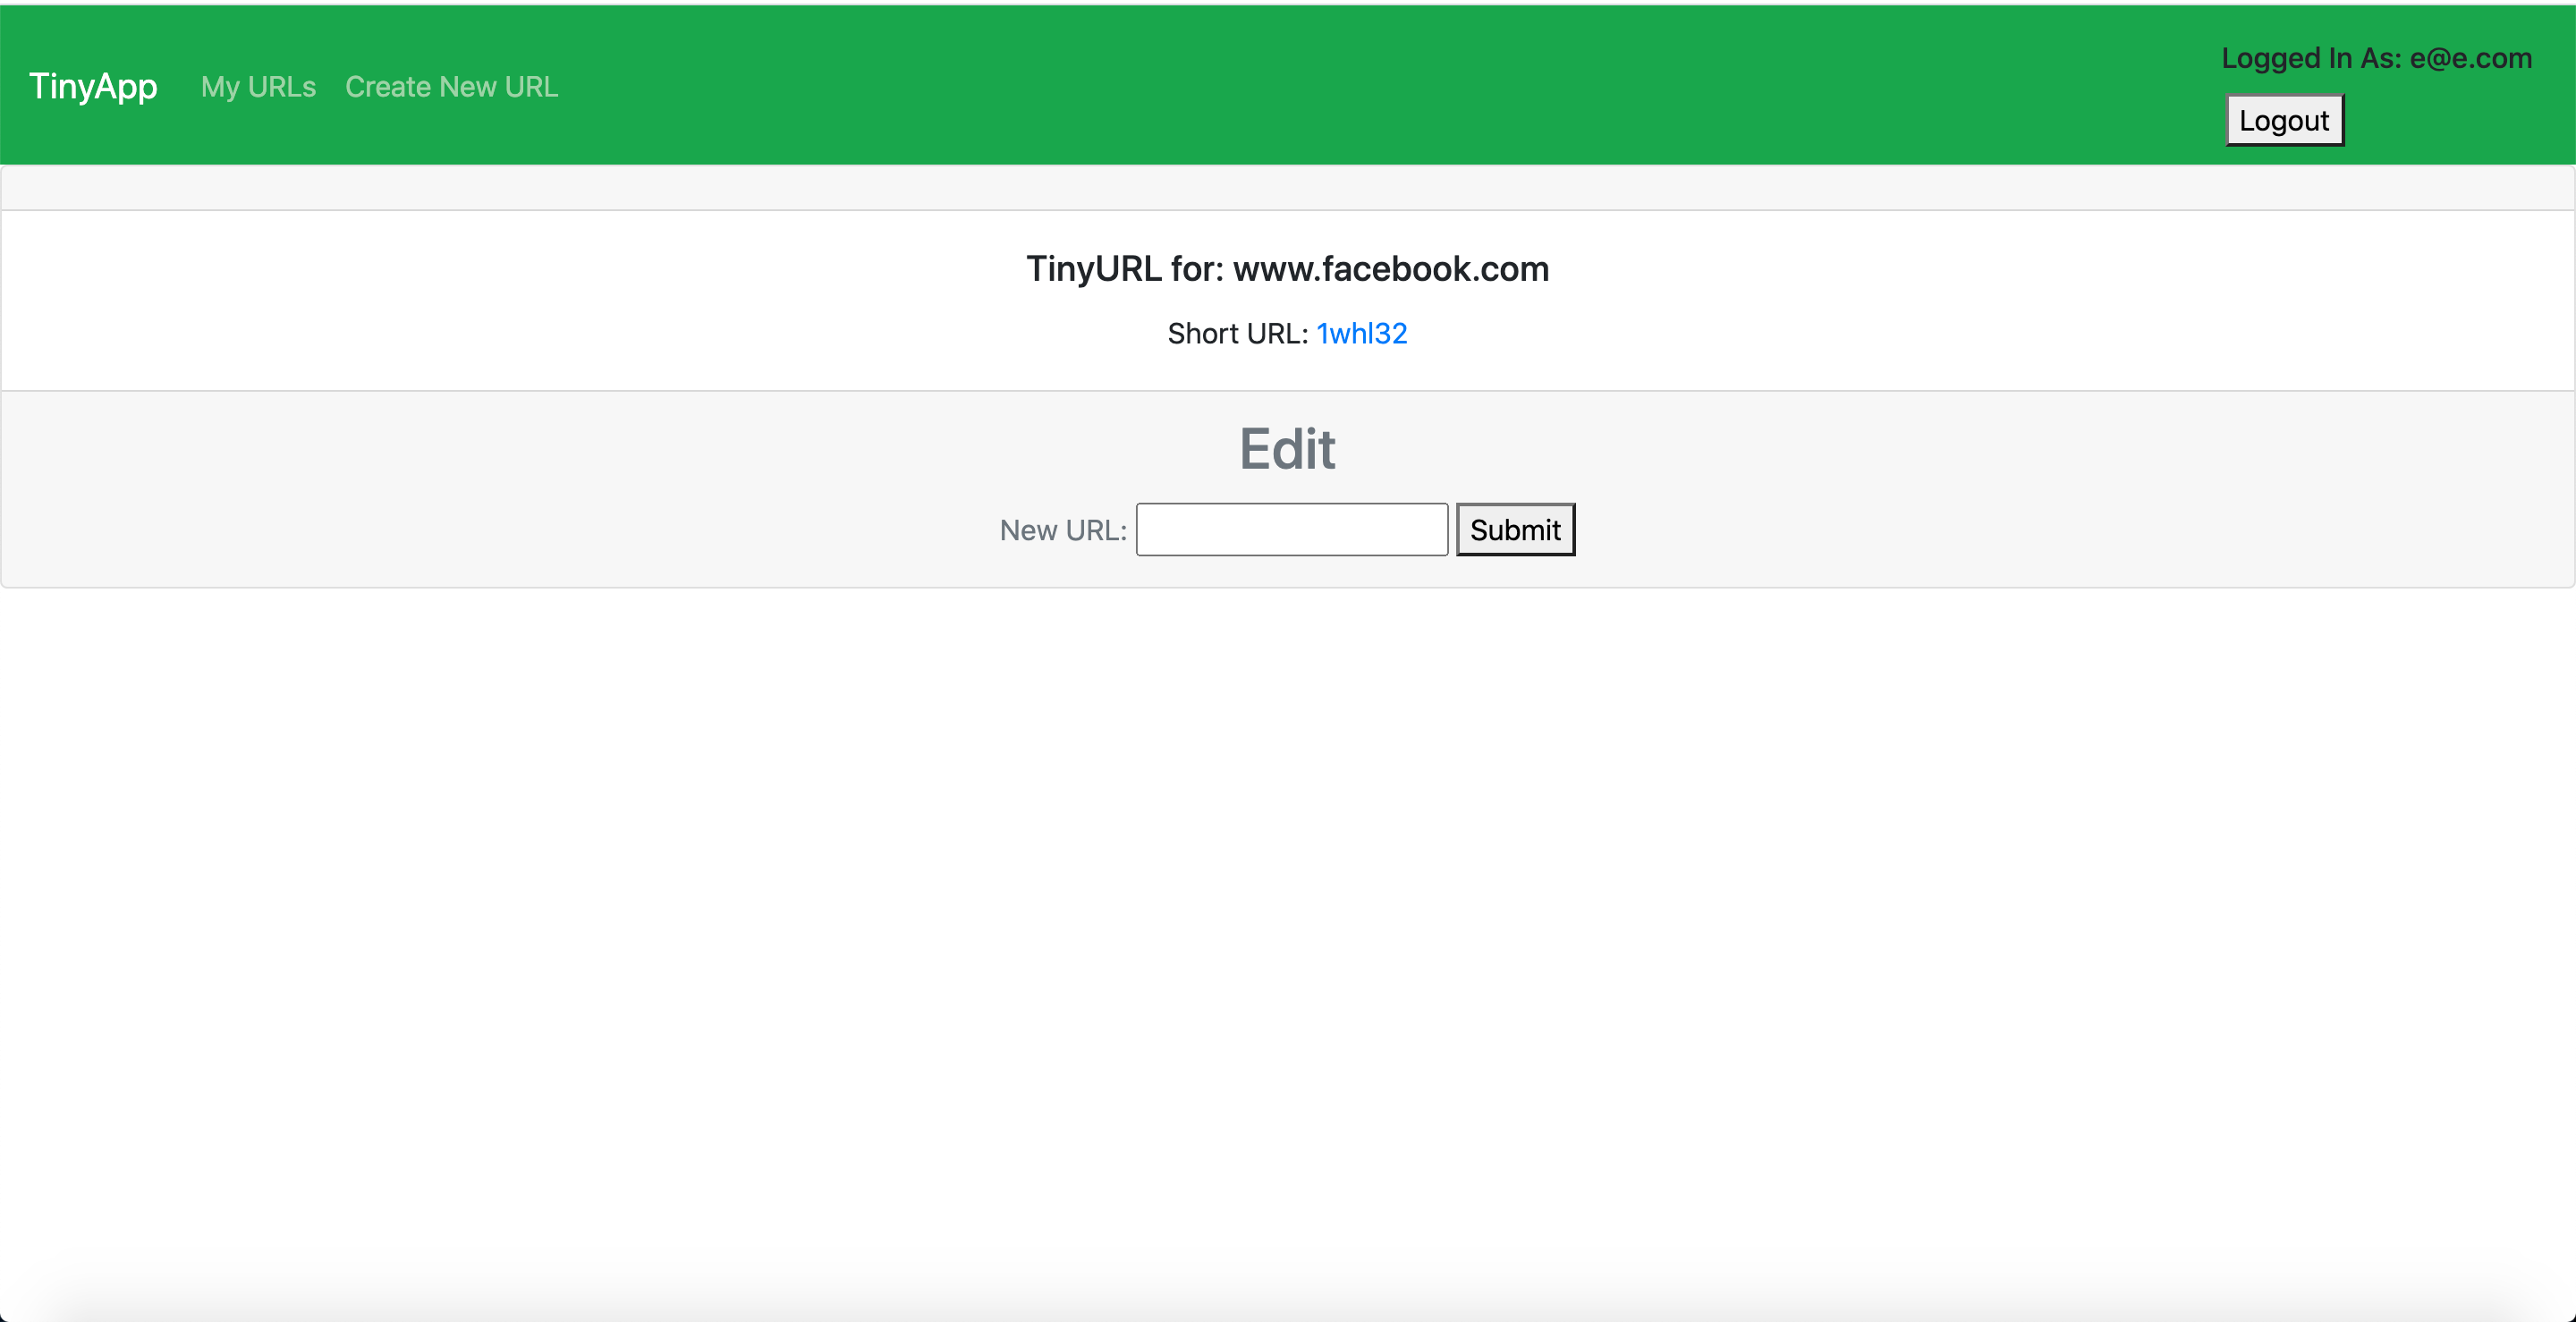 TinyApp My URLs Create New URL
Logged In As: e@e.com
Logout
TinyURL for: www.facebook.com
Short URL: 1whl32
Edit
New URL: Submit